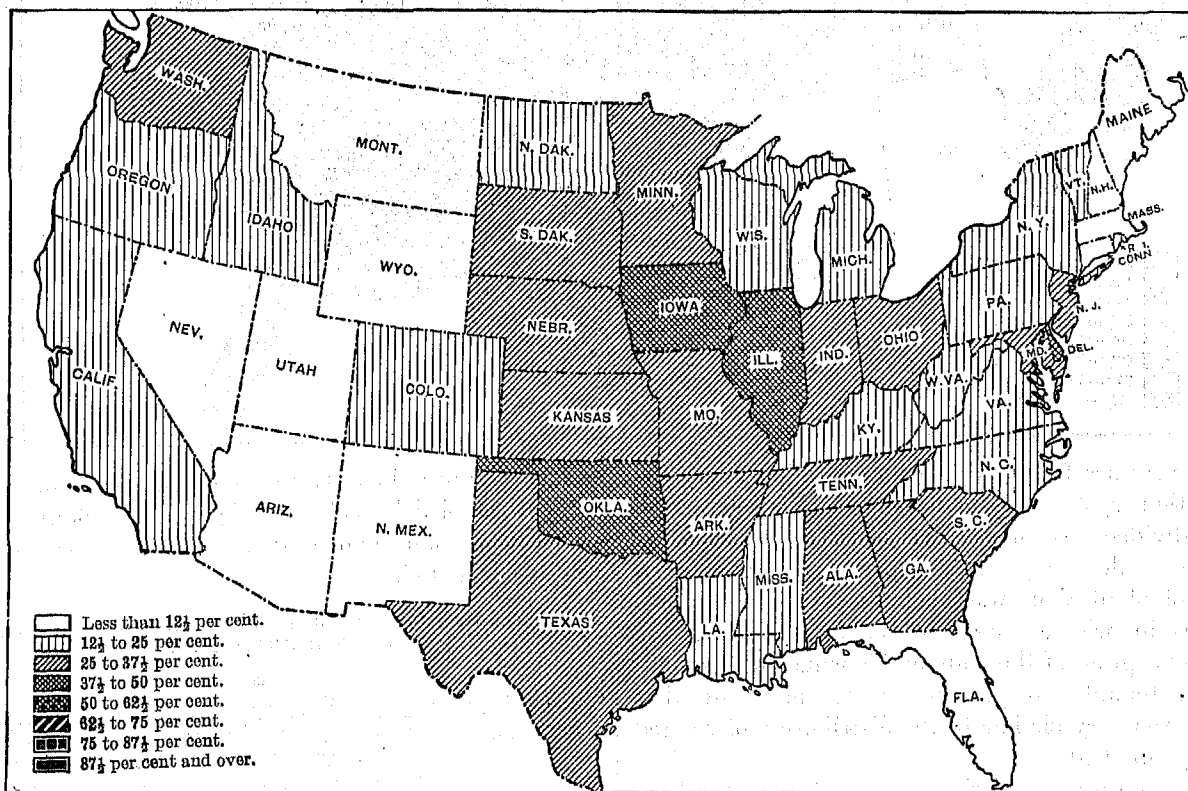 WASH.
MONT.
N. DAK.
MINN.
MAINE
OREGON
IDAHO
S. DAK.
WIS.
MICH.
VT.
N.H.
N.Y.
MASS.
R. I.
CONN
WYO.
IOWA
PA.
N. J.
NEV.
NEBR.
ILL.
IND.
OHIO
MD.
DEL.
UTAH
COLO.
W.VA.
VA.
CALIF.
KANSAS
MO.
KY.
N. C.
TENN.
ARIZ.
N. MEX.
OKLA.
ARK.
S. C.
MISS.
ALA.
GA.
TEXAS
LA.
FLA.
Less than 12½ per cent.
12½ to 25 per cent.
25 to 37½ per cent.
37½ to 50 per cent.
50 to 62½ per cent.
62½ to 75 per cent.
75 to 87½ per cent.
87½ per cent and over.